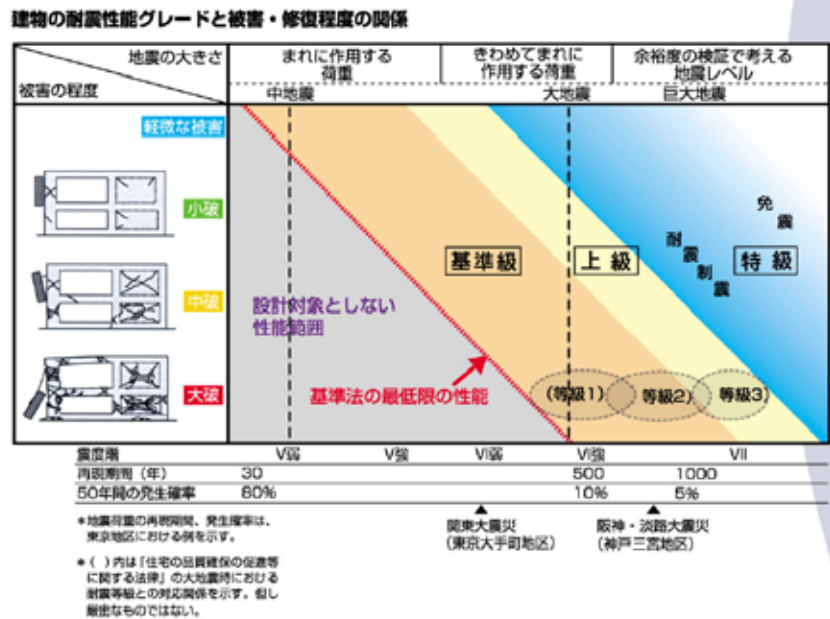 建物の耐震性能グレードと被害・修復程度の関係
地震の大きさ
被害の程度
まれに作用する
荷重
きわめてまれに
作用する荷重
余裕度の検証で考える
地震レベル
中地震
大地震
巨大地震
軽微な被害
小破
中破
大破
免
震
耐
震
制
震
基準級
上級
特級
設計対象としない
性能範囲
基準法の最低限の性能
(等級1)
等級2)
等級3)
震度階
V弱
V強
VI弱
VI強
VII
再現期間（年）
30
500
1000
50年間の発生確率
80%
10%
5%
関東大震災
（東京大手町地区）
阪神・淡路大震災
（神戸三宮地区）
＊地震荷重の再現期間、発生確率は、
東京地区における例を示す。
＊（　）内は「住宅の品質確保の促進等
に関する法律」の大地震時における
耐震等級との対応関係を示す。但し
厳密なものではない。